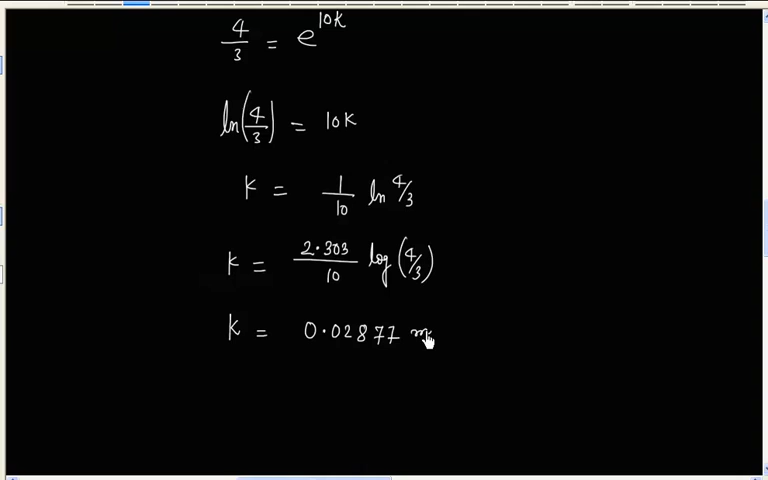 4/3 = e^10K
ln(4/3) = 10K
K = 1/10 ln 4/3
K = 2.303/10 log(4/3)
K = 0.02877 m